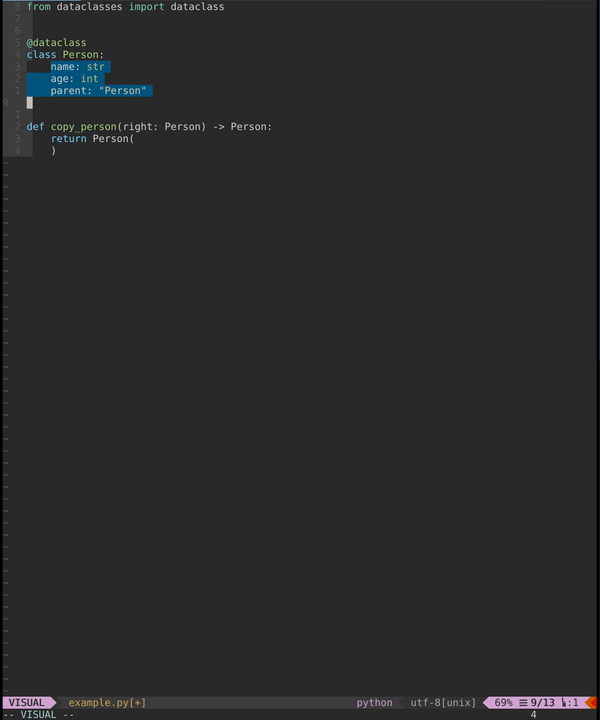 8 from dataclasses import dataclass
7
6
5 @dataclass
4 class Person:
3     name: str
2     age: int
1     parent: "Person"
9
1
2 def copy_person(right: Person) -> Person:
3     return Person(
4     )
VISUAL example.py[+] python utf-8[unix] 69% ☰ 9/13 :1
-- VISUAL -- 4